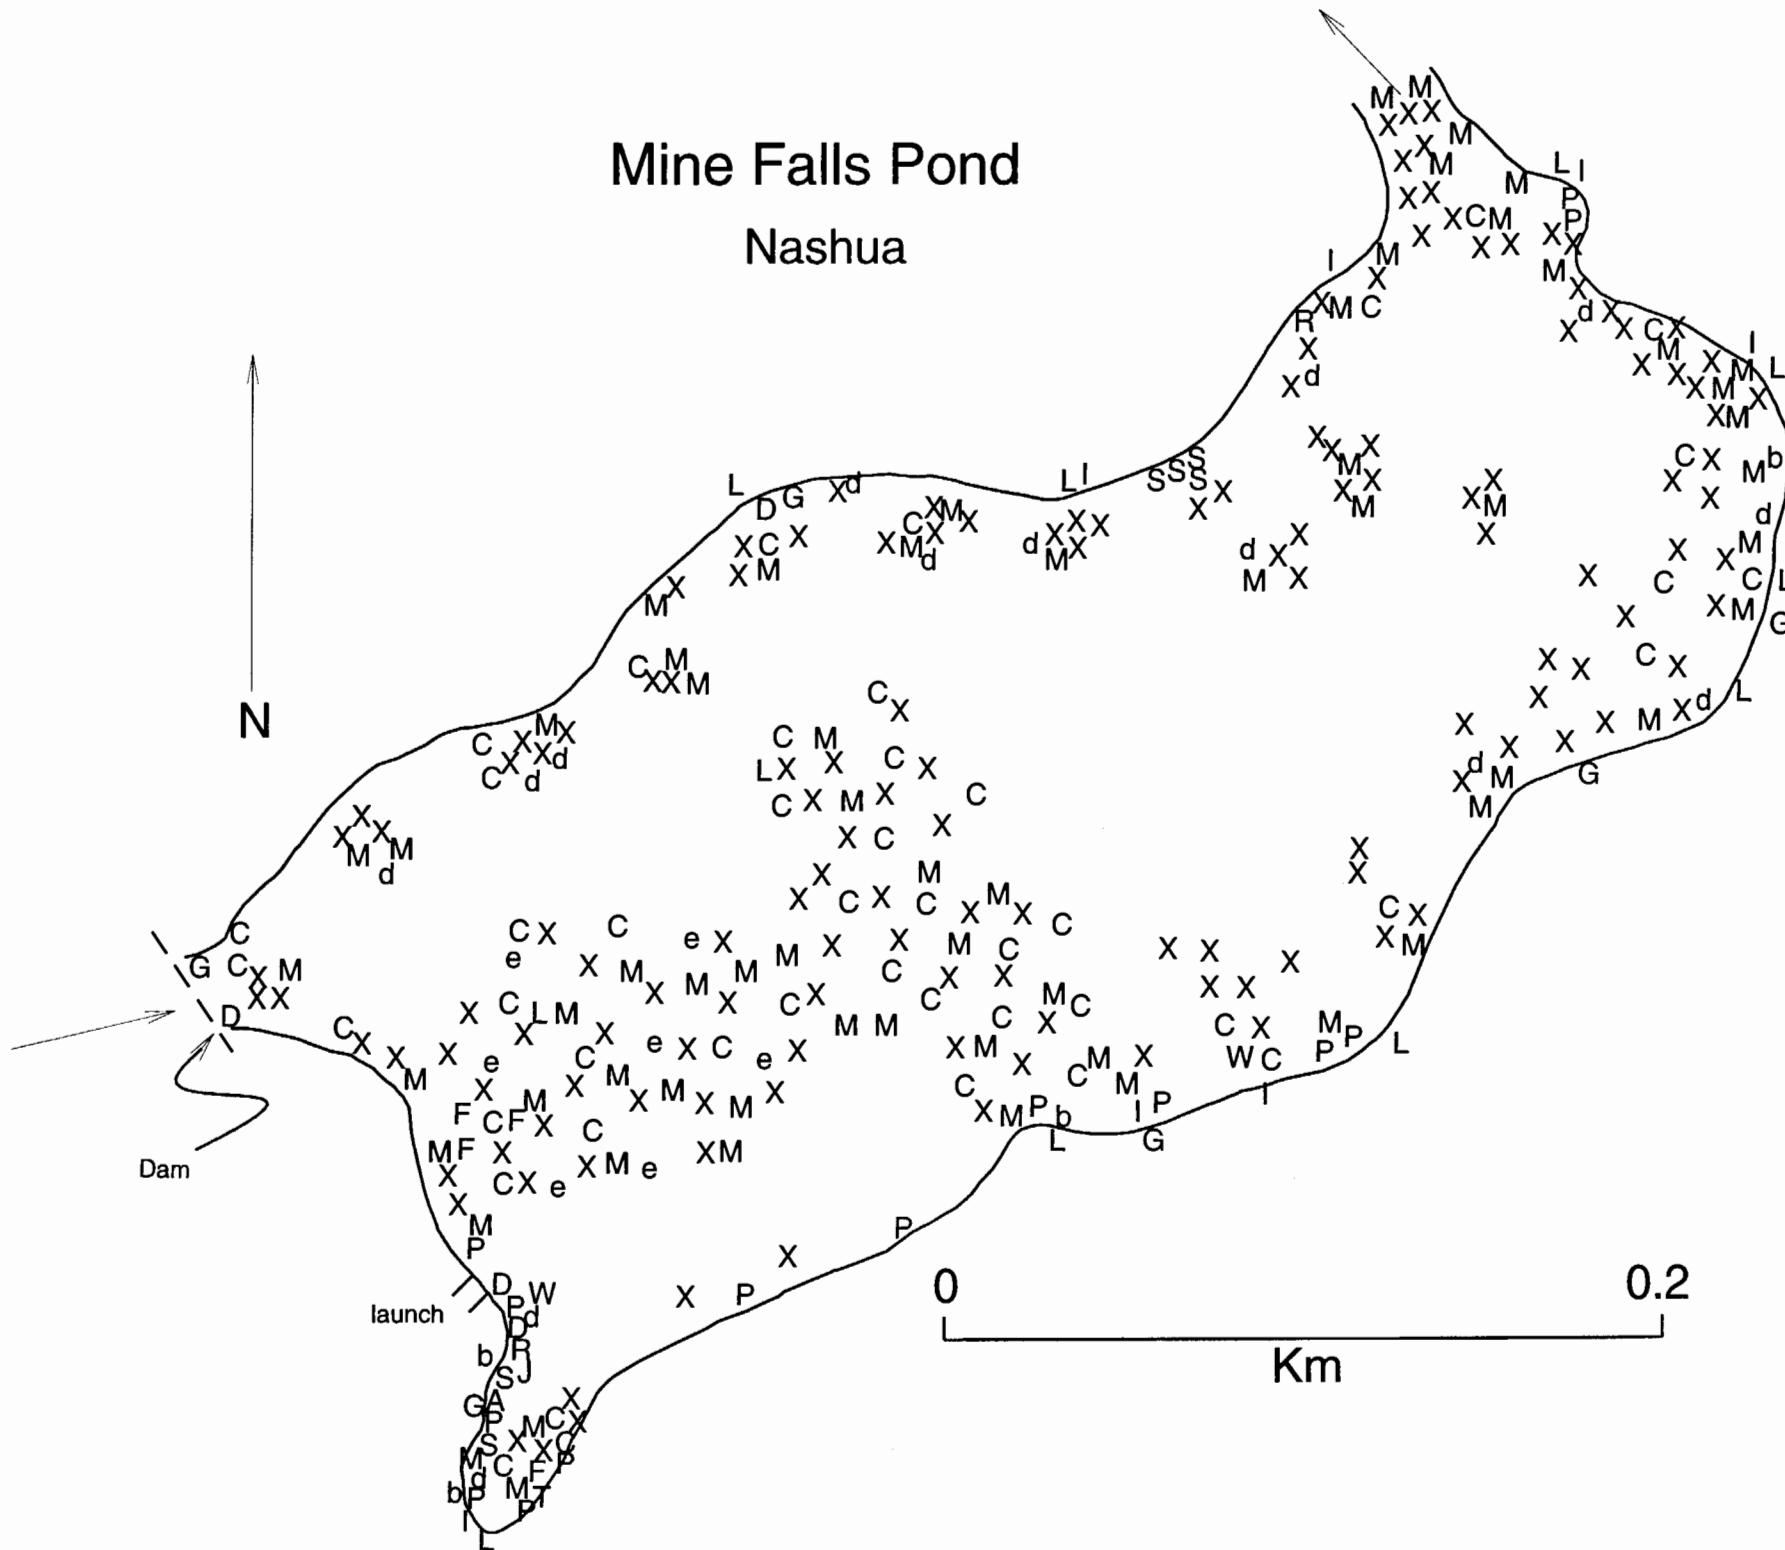 M M
X X X
M
X X M
L I
M
P
X X
P
X C M
X
X X
X X
I
M
M
X
X
X M C
d X
R
X X C X
I
M
X
X
X M
L
X d
X X M
X
X M
X X X
M
C X
M b
S
S S S
L I
L
X d
X
X
X
X
X
X M
X M
D G
X
d
X M X
C X
X X
d X X
X
X
X C X
X M d
M X
d X
M X
X
M
X C
X M
X
C
L
X
M X
X M
G
X
Mine Falls Pond
Nashua
N
C M
X X M
X X
C X
X
C X
X d L
M X
C X X d
X
M
X
C M
C X d
X
X
C X
L X X
d
X
M
G
C X M X
C
M
X
X X
X C
X
M M
d
X
X
X M
X
C
X C X
C
M
X X
C
C X
C
X C
C
e X
M X
X
M C
X X
X M
G C X M
e
X M
M M
M
C
X
X
X
X X
X X
X
M C
D
X C L M
X
C X
C
C
X
C X
M P
C X
X
X
M M
X
X
e X C
e X
X M
X
C M X
W C
P
L
M
e
C
M
X
X
M
C
M
I
X
X
M X M X
C X M P b
I P
F C F M X
C
L
G
M F X
X M
X
C X e
X M e
X
M
P
Dam
P
X
D W
X P
launch
P d
D
0 0.2
Km
b R J
S
G A
P
X
M C X
S X X C
M C F P
d M
b P
P T
I
L